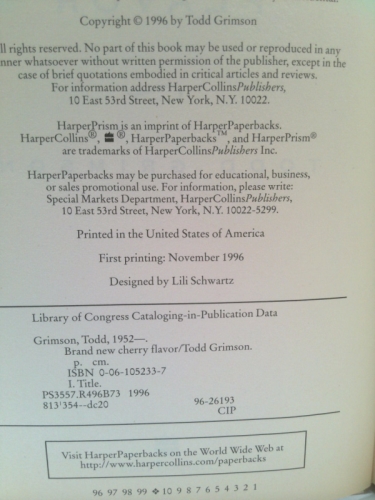 Copyright © 1996 by Todd Grimson
ll rights reserved. No part of this book may be used or reproduced in any
nner whatsoever without written permission of the publisher, except in the
case of brief quotations embodied in critical articles and reviews.
For information address HarperCollinsPublishers,
10 East 53rd Street, New York, N.Y. 10022.
HarperPrism is an imprint of HarperPaperbacks.
HarperCollins®, ®, HarperPaperbacks™, and HarperPrism®
are trademarks of HarperCollinsPublishers Inc.
HarperPaperbacks may be purchased for educational, business,
or sales promotional use. For information, please write:
Special Markets Department, HarperCollinsPublishers,
10 East 53rd Street, New York, N.Y. 10022-5299.
Printed in the United States of America
First printing: November 1996
Designed by Lili Schwartz
Library of Congress Cataloging-in-Publication Data
Grimson, Todd, 1952—.
Brand new cherry flavor/Todd Grimson.
p. cm.
ISBN 0-06-105233-7
I. Title.
PS3557.R496B73 1996
813'354--dc20 96-26193
CIP
Visit HarperPaperbacks on the World Wide Web at
http://www.harpercollins.com/paperbacks
96 97 98 99 ❖ 10 9 8 7 6 5 4 3 2 1